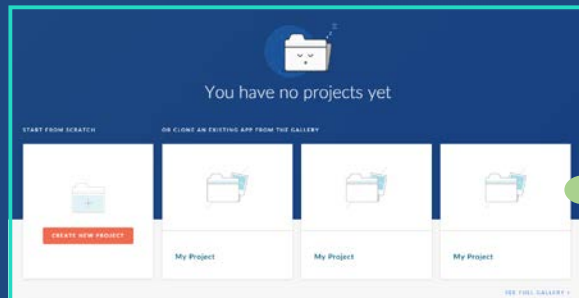 z
You have no projects yet
START FROM SCRATCH
OR CLONE AN EXISTING APP FROM THE GALLERY
CREATE NEW PROJECT
My Project
My Project
My Project
SEE FULL GALLERY >